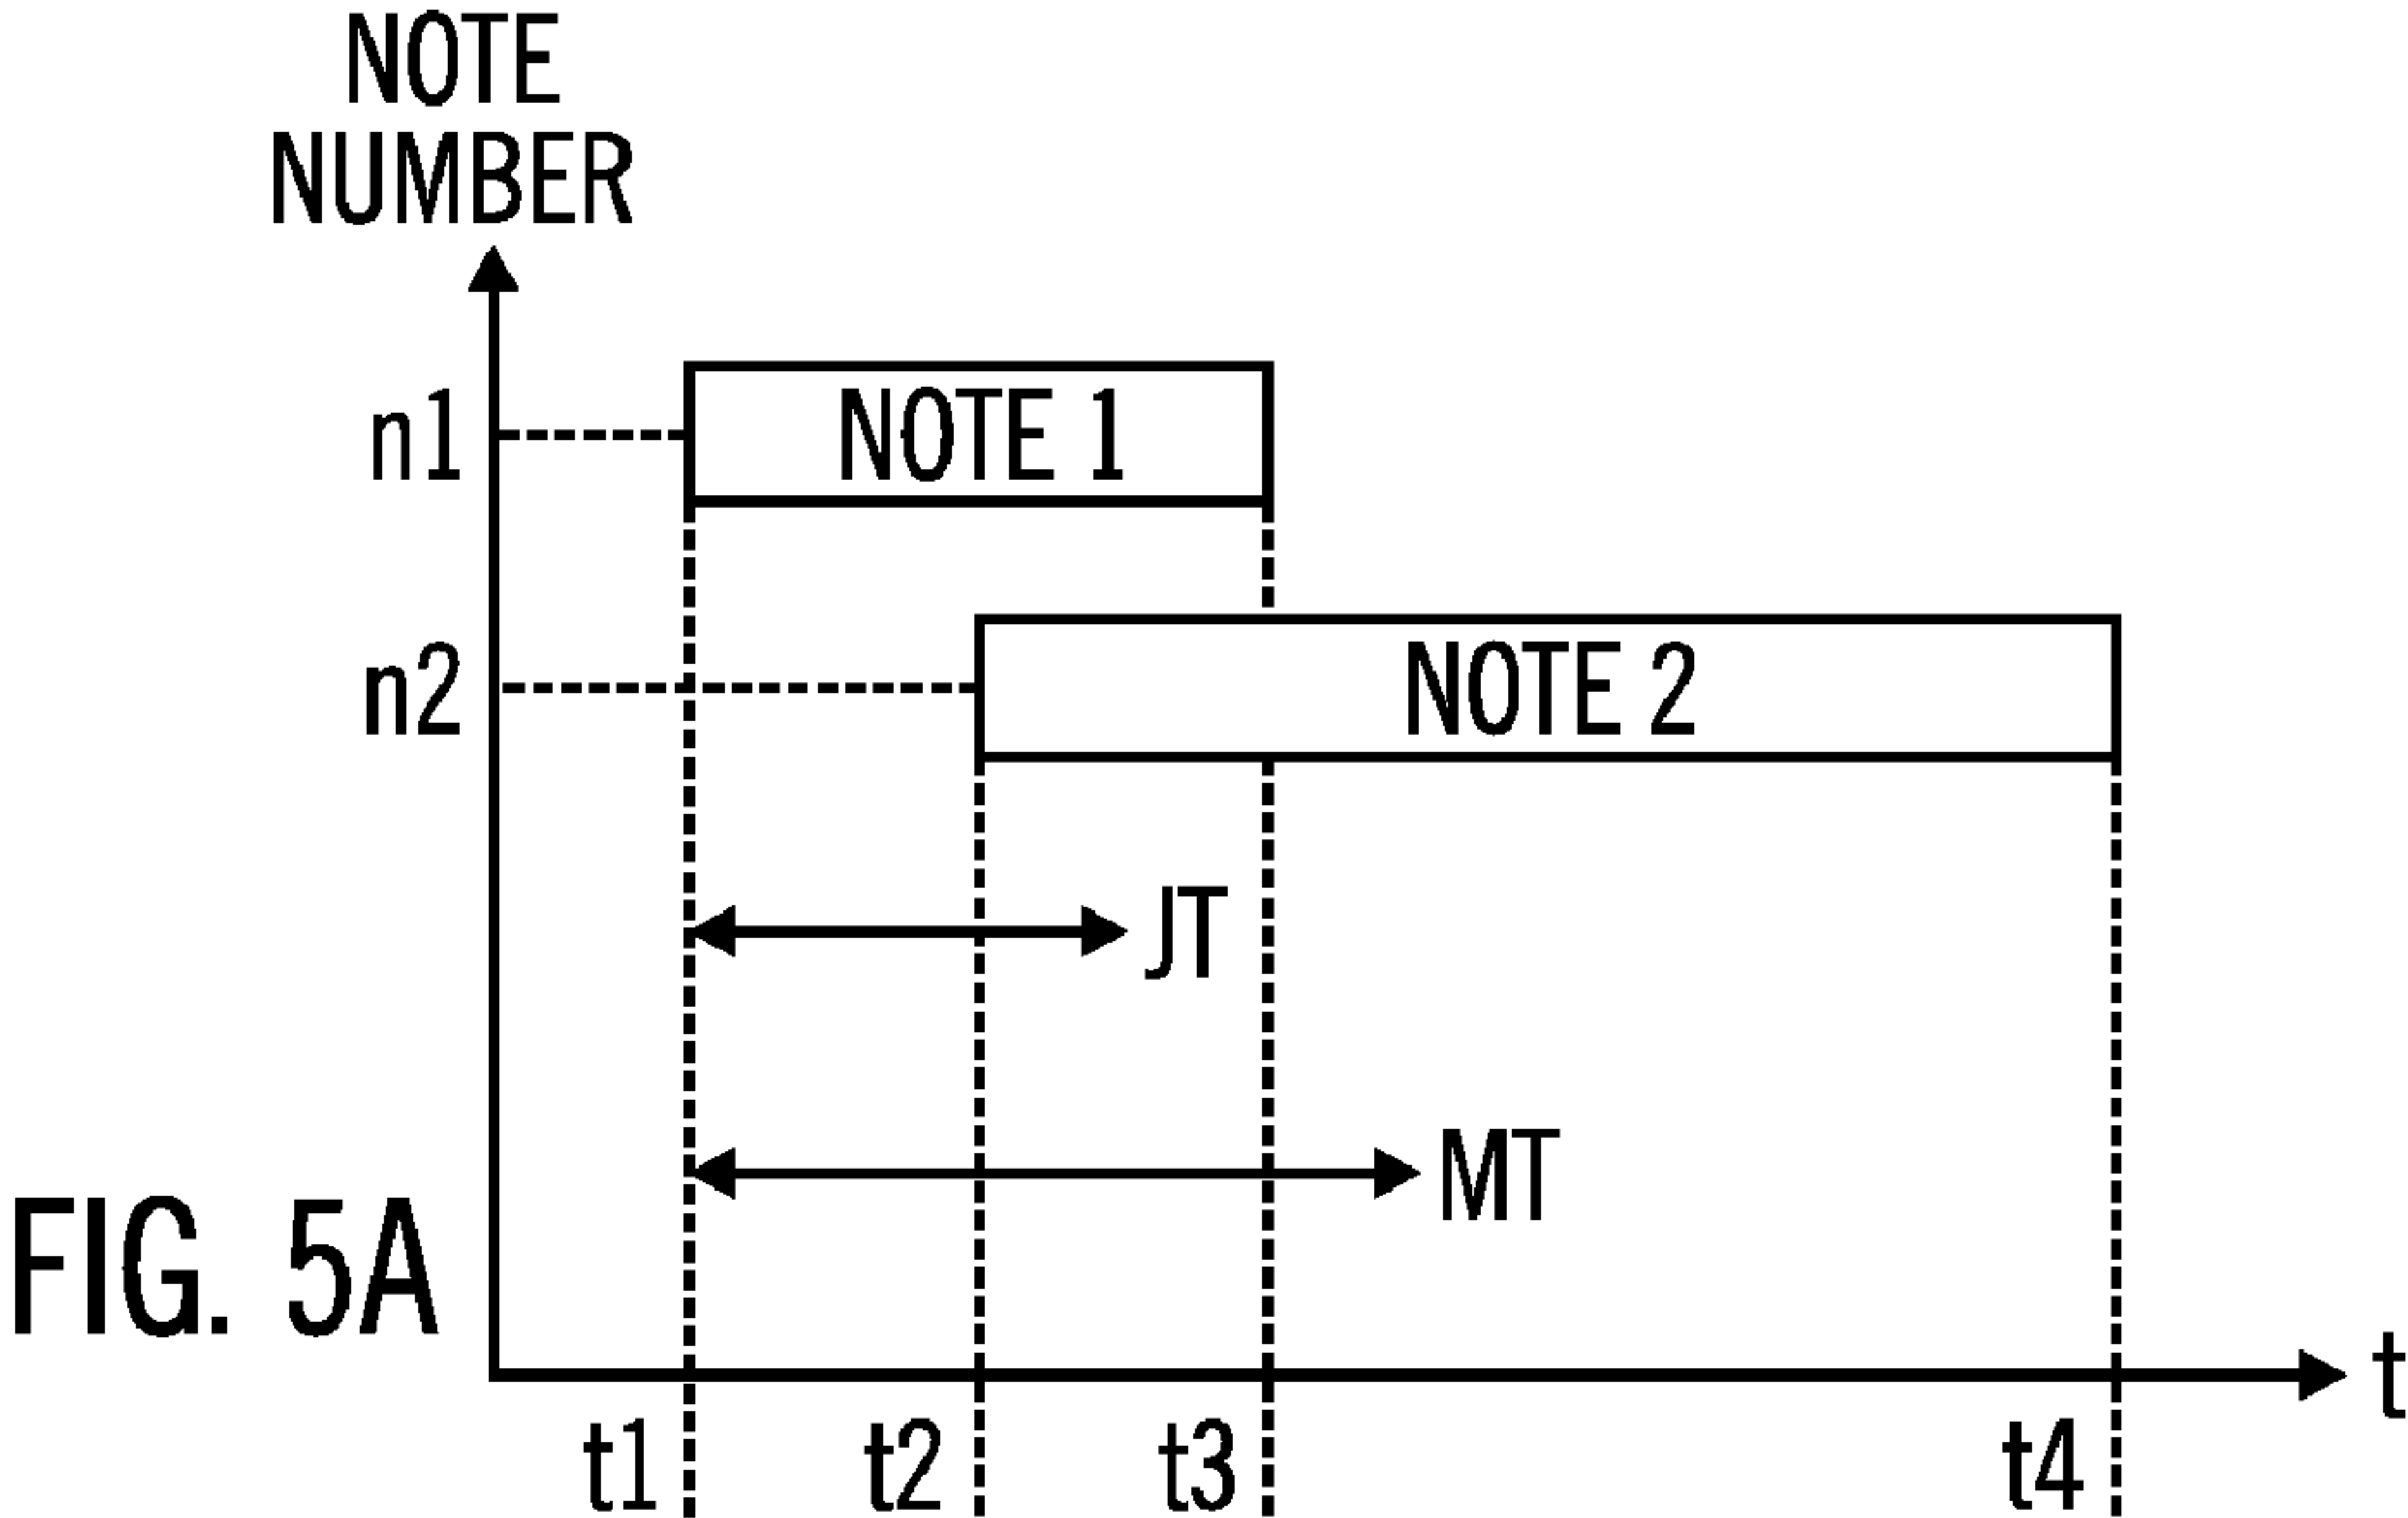 NOTE
NUMBER
n1
NOTE 1
n2
NOTE 2
JT
MT
FIG. 5A
t
t1
t2
t3
t4